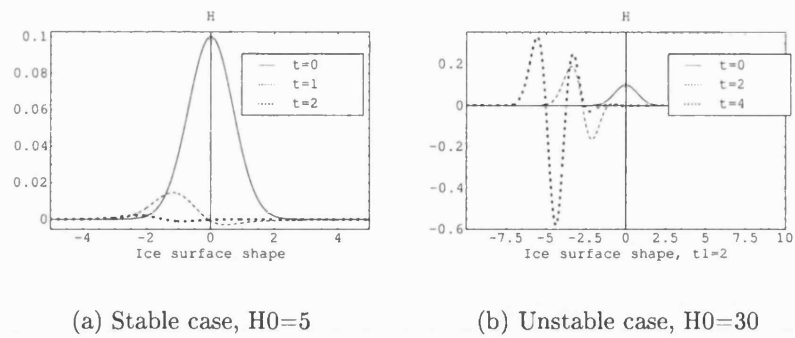 H
0.1
0.08
0.06
0.04
0.02
0
t=0
t=1
t=2
-4
-2
0
2
4
Ice surface shape
(a) Stable case, H0=5
H
0.2
0
-0.2
-0.4
-0.6
t=0
t=2
t=4
-7.5
-5
-2.5
0
2.5
5
7.5
10
Ice surface shape, t1=2
(b) Unstable case, H0=30